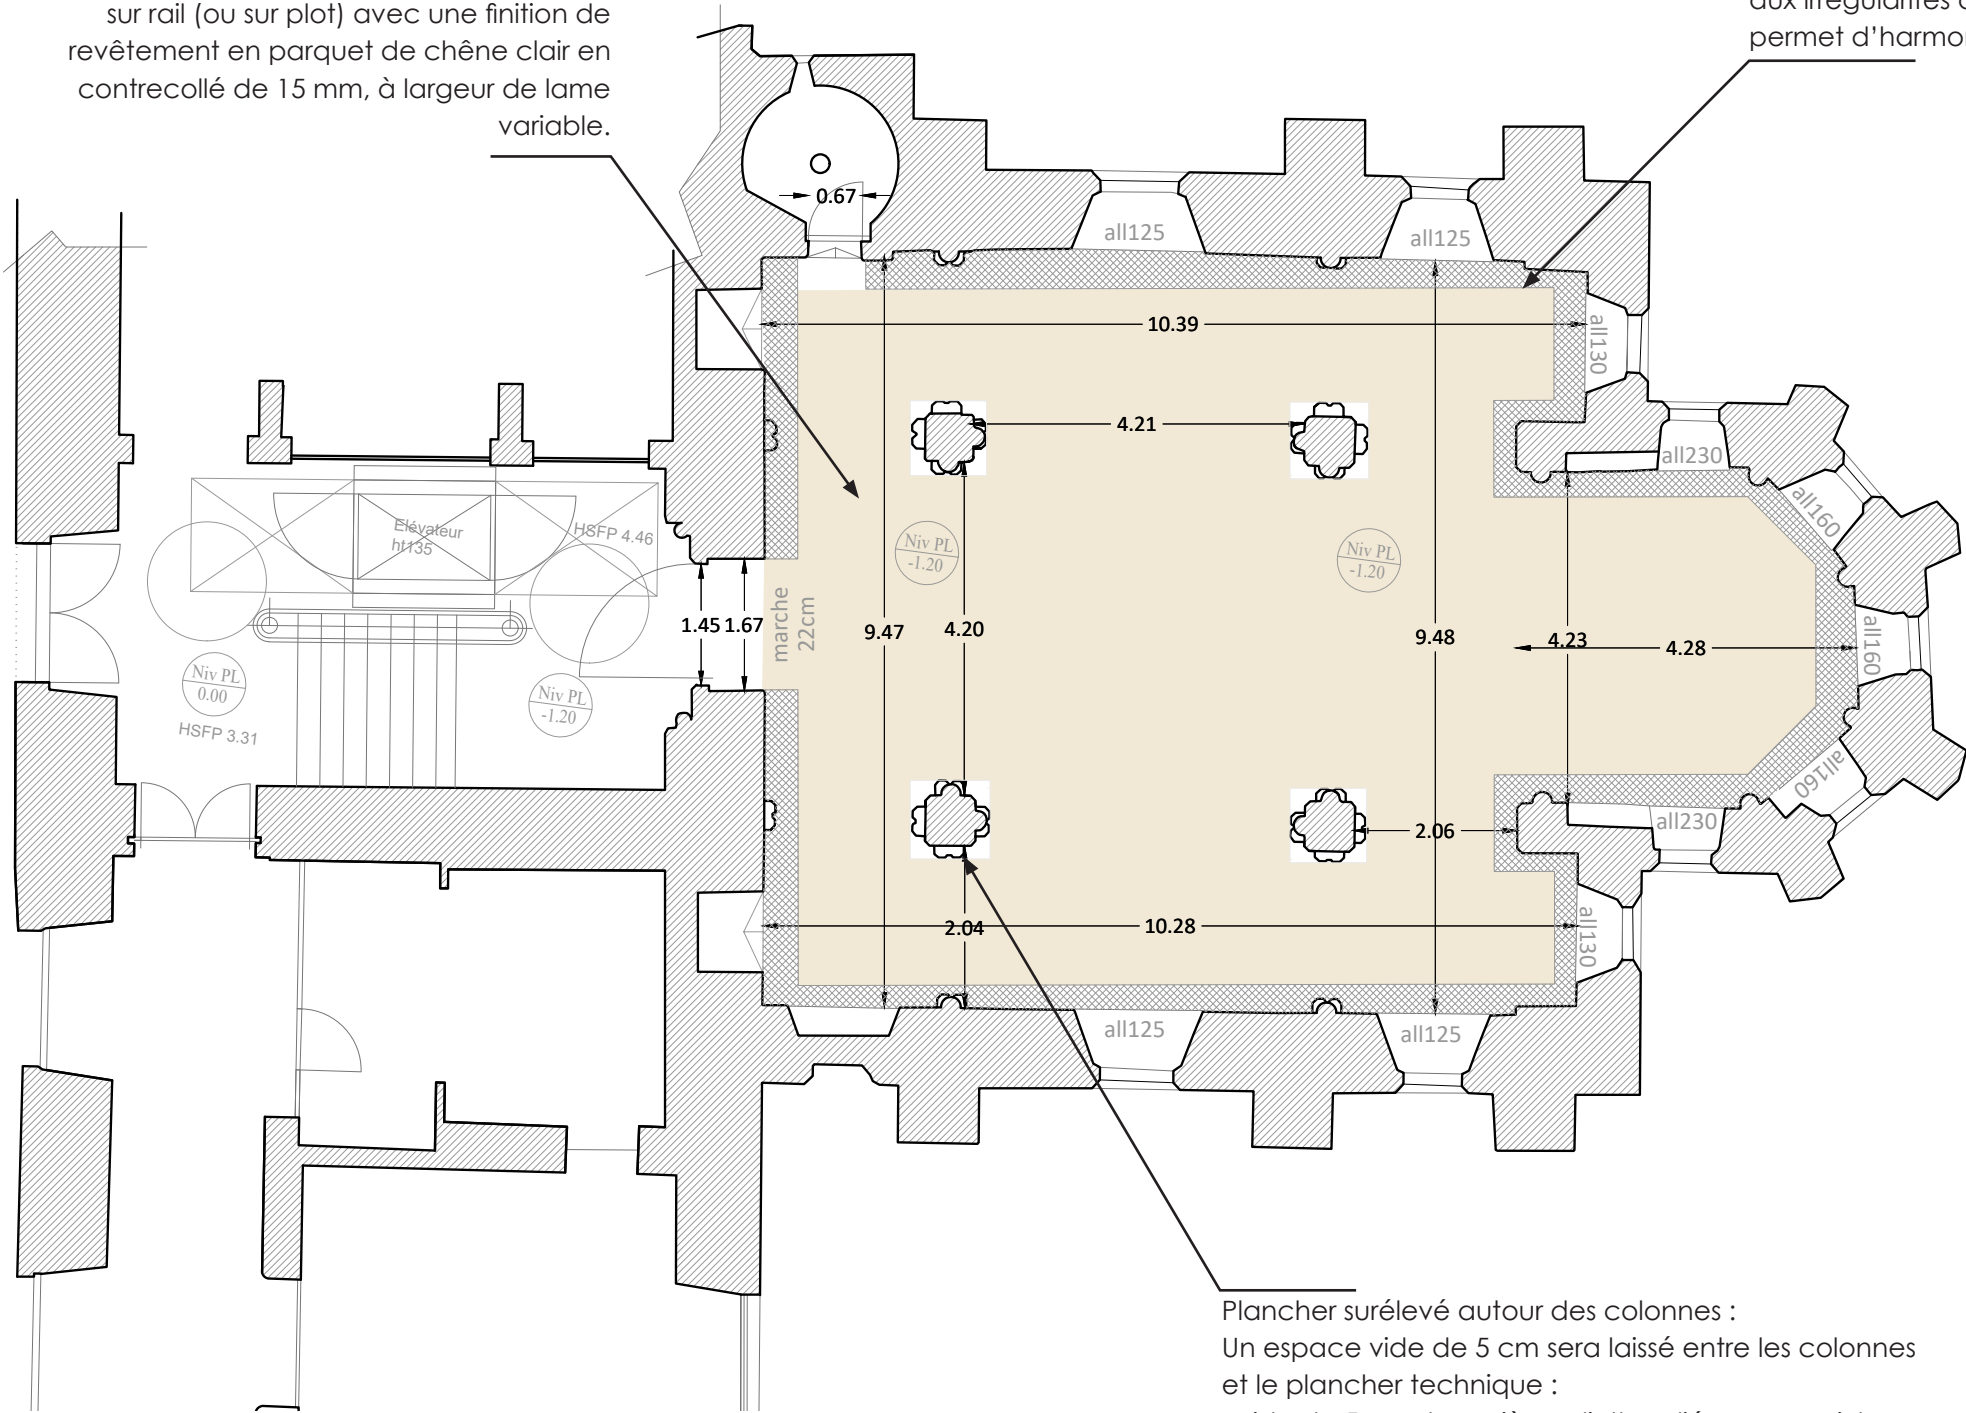 sur rail (ou sur plot) avec une finition de
revêtement en parquet de chêne clair en
contrecollé de 15 mm, à largeur de lame
variable.
aux irrégularités
permet d'harmo
0.67
all125
all125
10.39
all130
4.21
all230
all160
Elévateur
ht135
HSFP 4.46
Niv PL
-1.20
Niv PL
-1.20
marche
22cm
1.45
1.67
9.47
4.20
9.48
4.23
4.28
all160
Niv PL
0.00
HSFP 3.31
Niv PL
-1.20
all160
all230
2.06
2.04
10.28
all130
all125
all125
Plancher surélevé autour des colonnes :
Un espace vide de 5 cm sera laissé entre les colonnes
et le plancher technique :